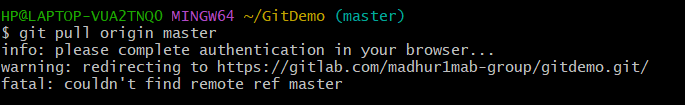 HP@LAPTOP-VUA2TNQO MINGW64 ~/GitDemo (master)
$ git pull origin master
info: please complete authentication in your browser...
warning: redirecting to https://gitlab.com/madhur1mab-group/gitdemo.git/
fatal: couldn't find remote ref master